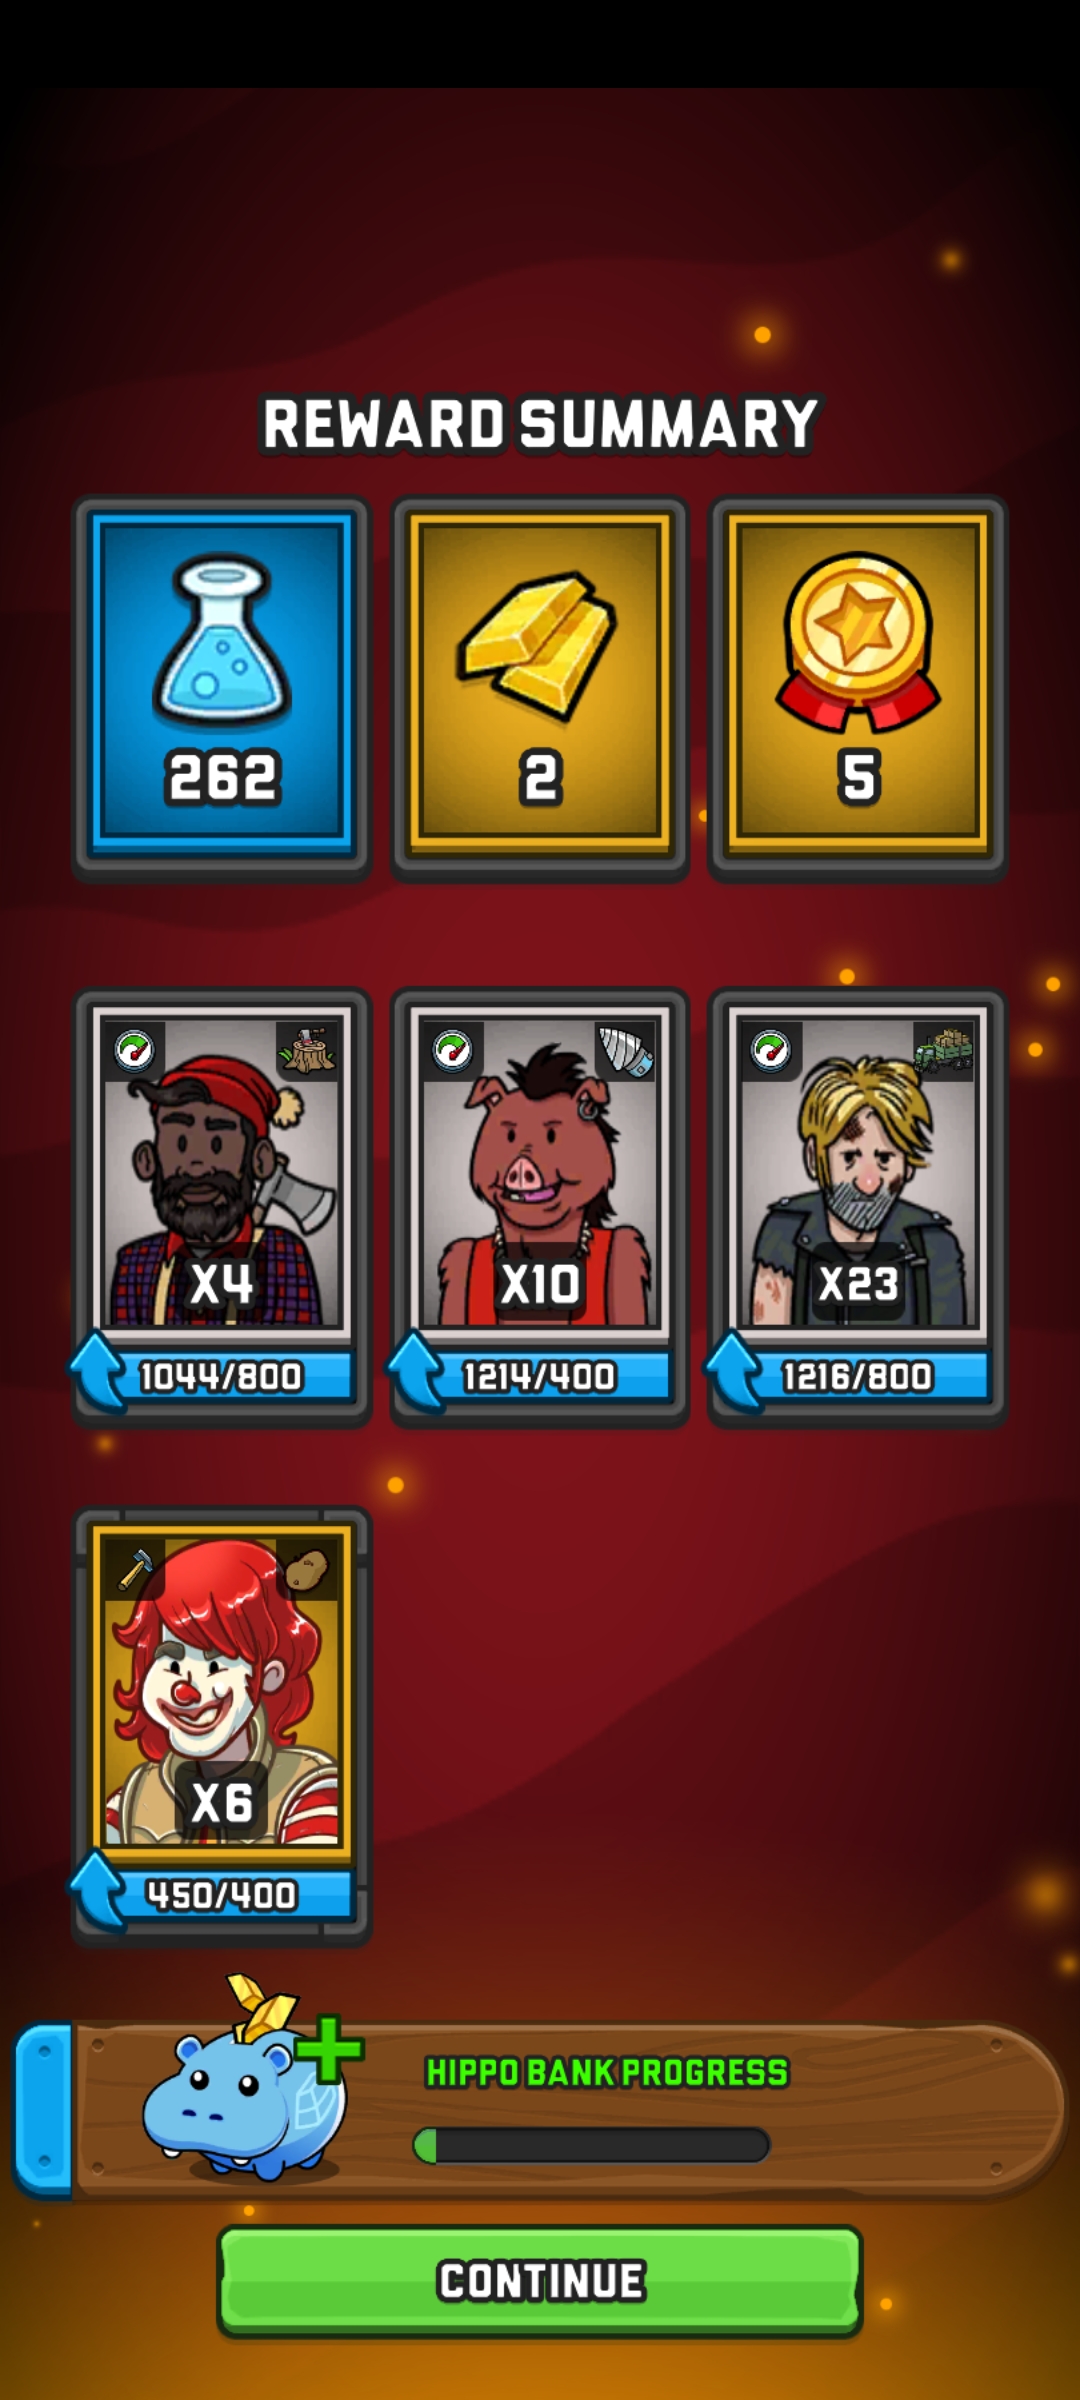 REWARD SUMMARY
262
2
5
X4
X10
X23
1044/800
1214/400
1216/800
X6
450/400
HIPPO BANK PROGRESS
CONTINUE